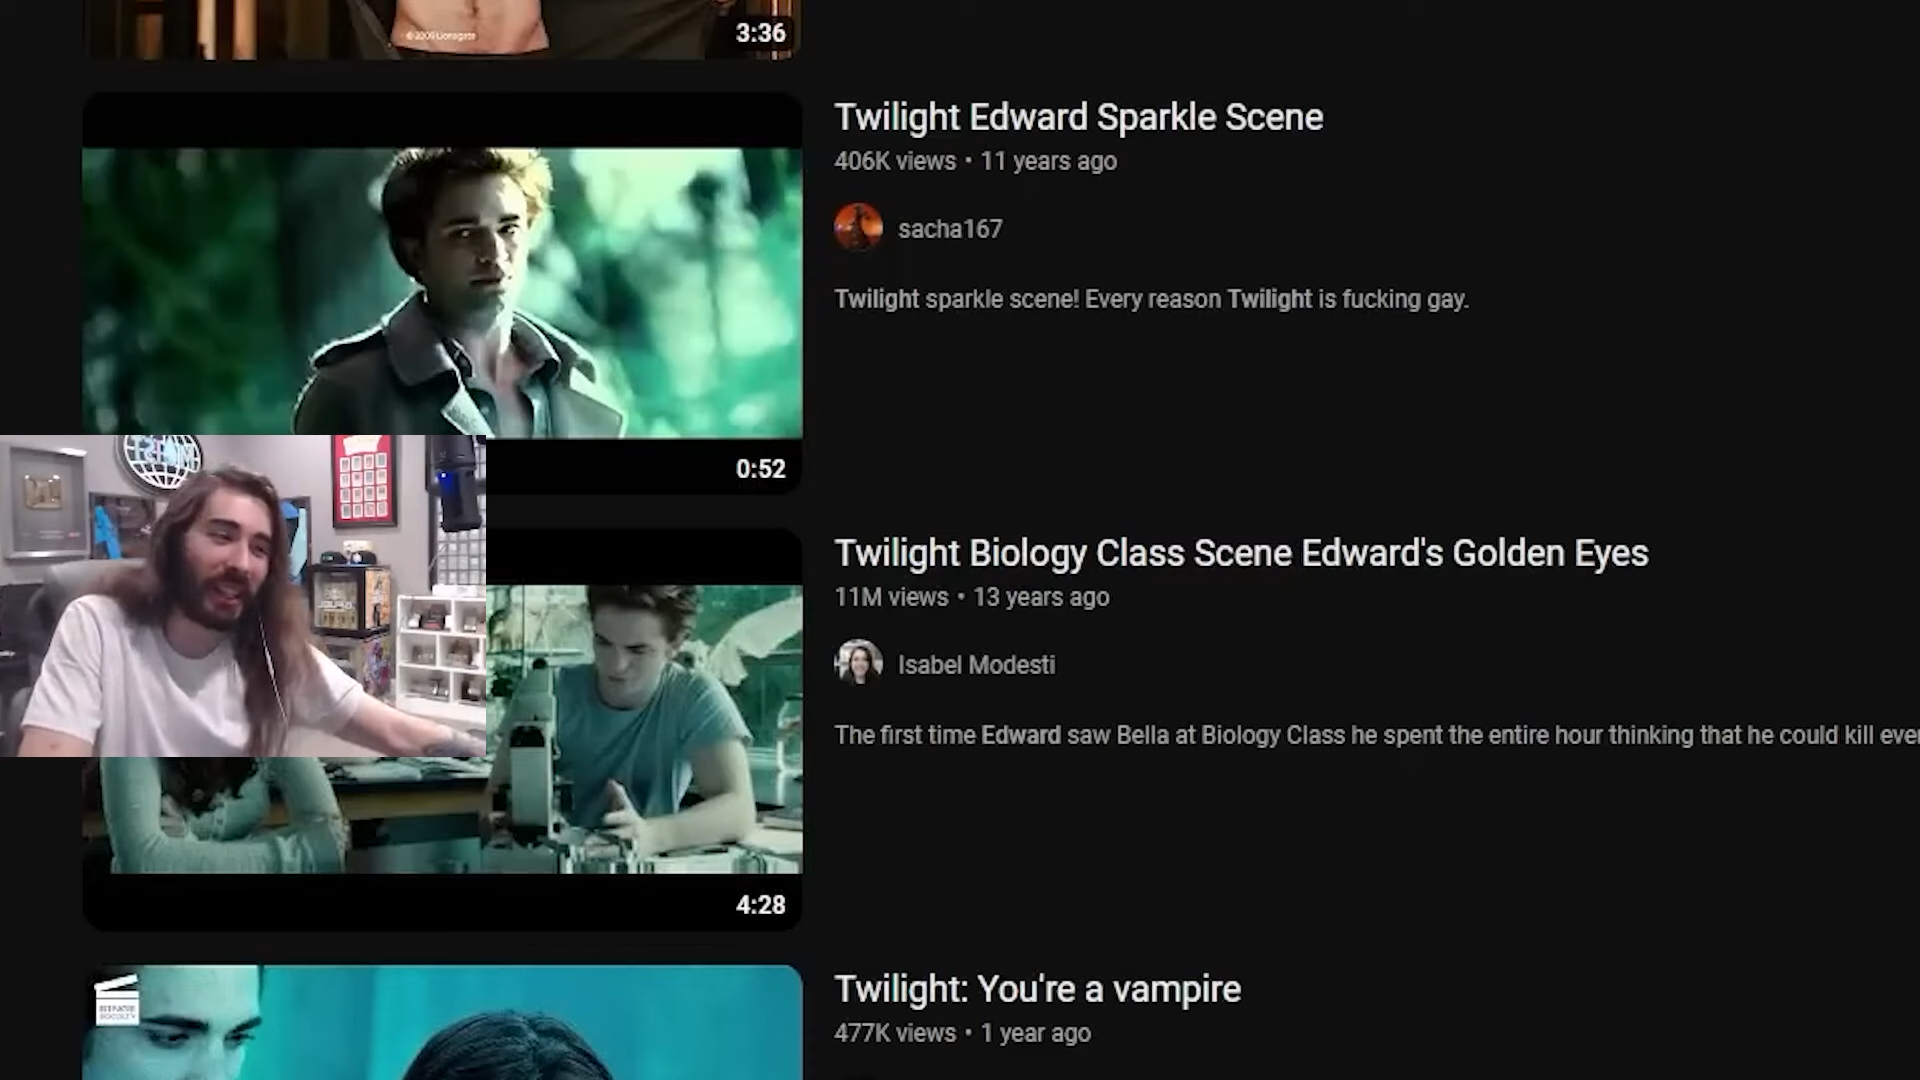 © 2009 Lionsgate
3:36
Twilight Edward Sparkle Scene
406K views • 11 years ago
sacha167
Twilight sparkle scene! Every reason Twilight is fucking gay.
0:52
Twilight Biology Class Scene Edward's Golden Eyes
11M views • 13 years ago
Isabel Modesti
The first time Edward saw Bella at Biology Class he spent the entire hour thinking that he could kill ever
4:28
Twilight: You're a vampire
477K views • 1 year ago